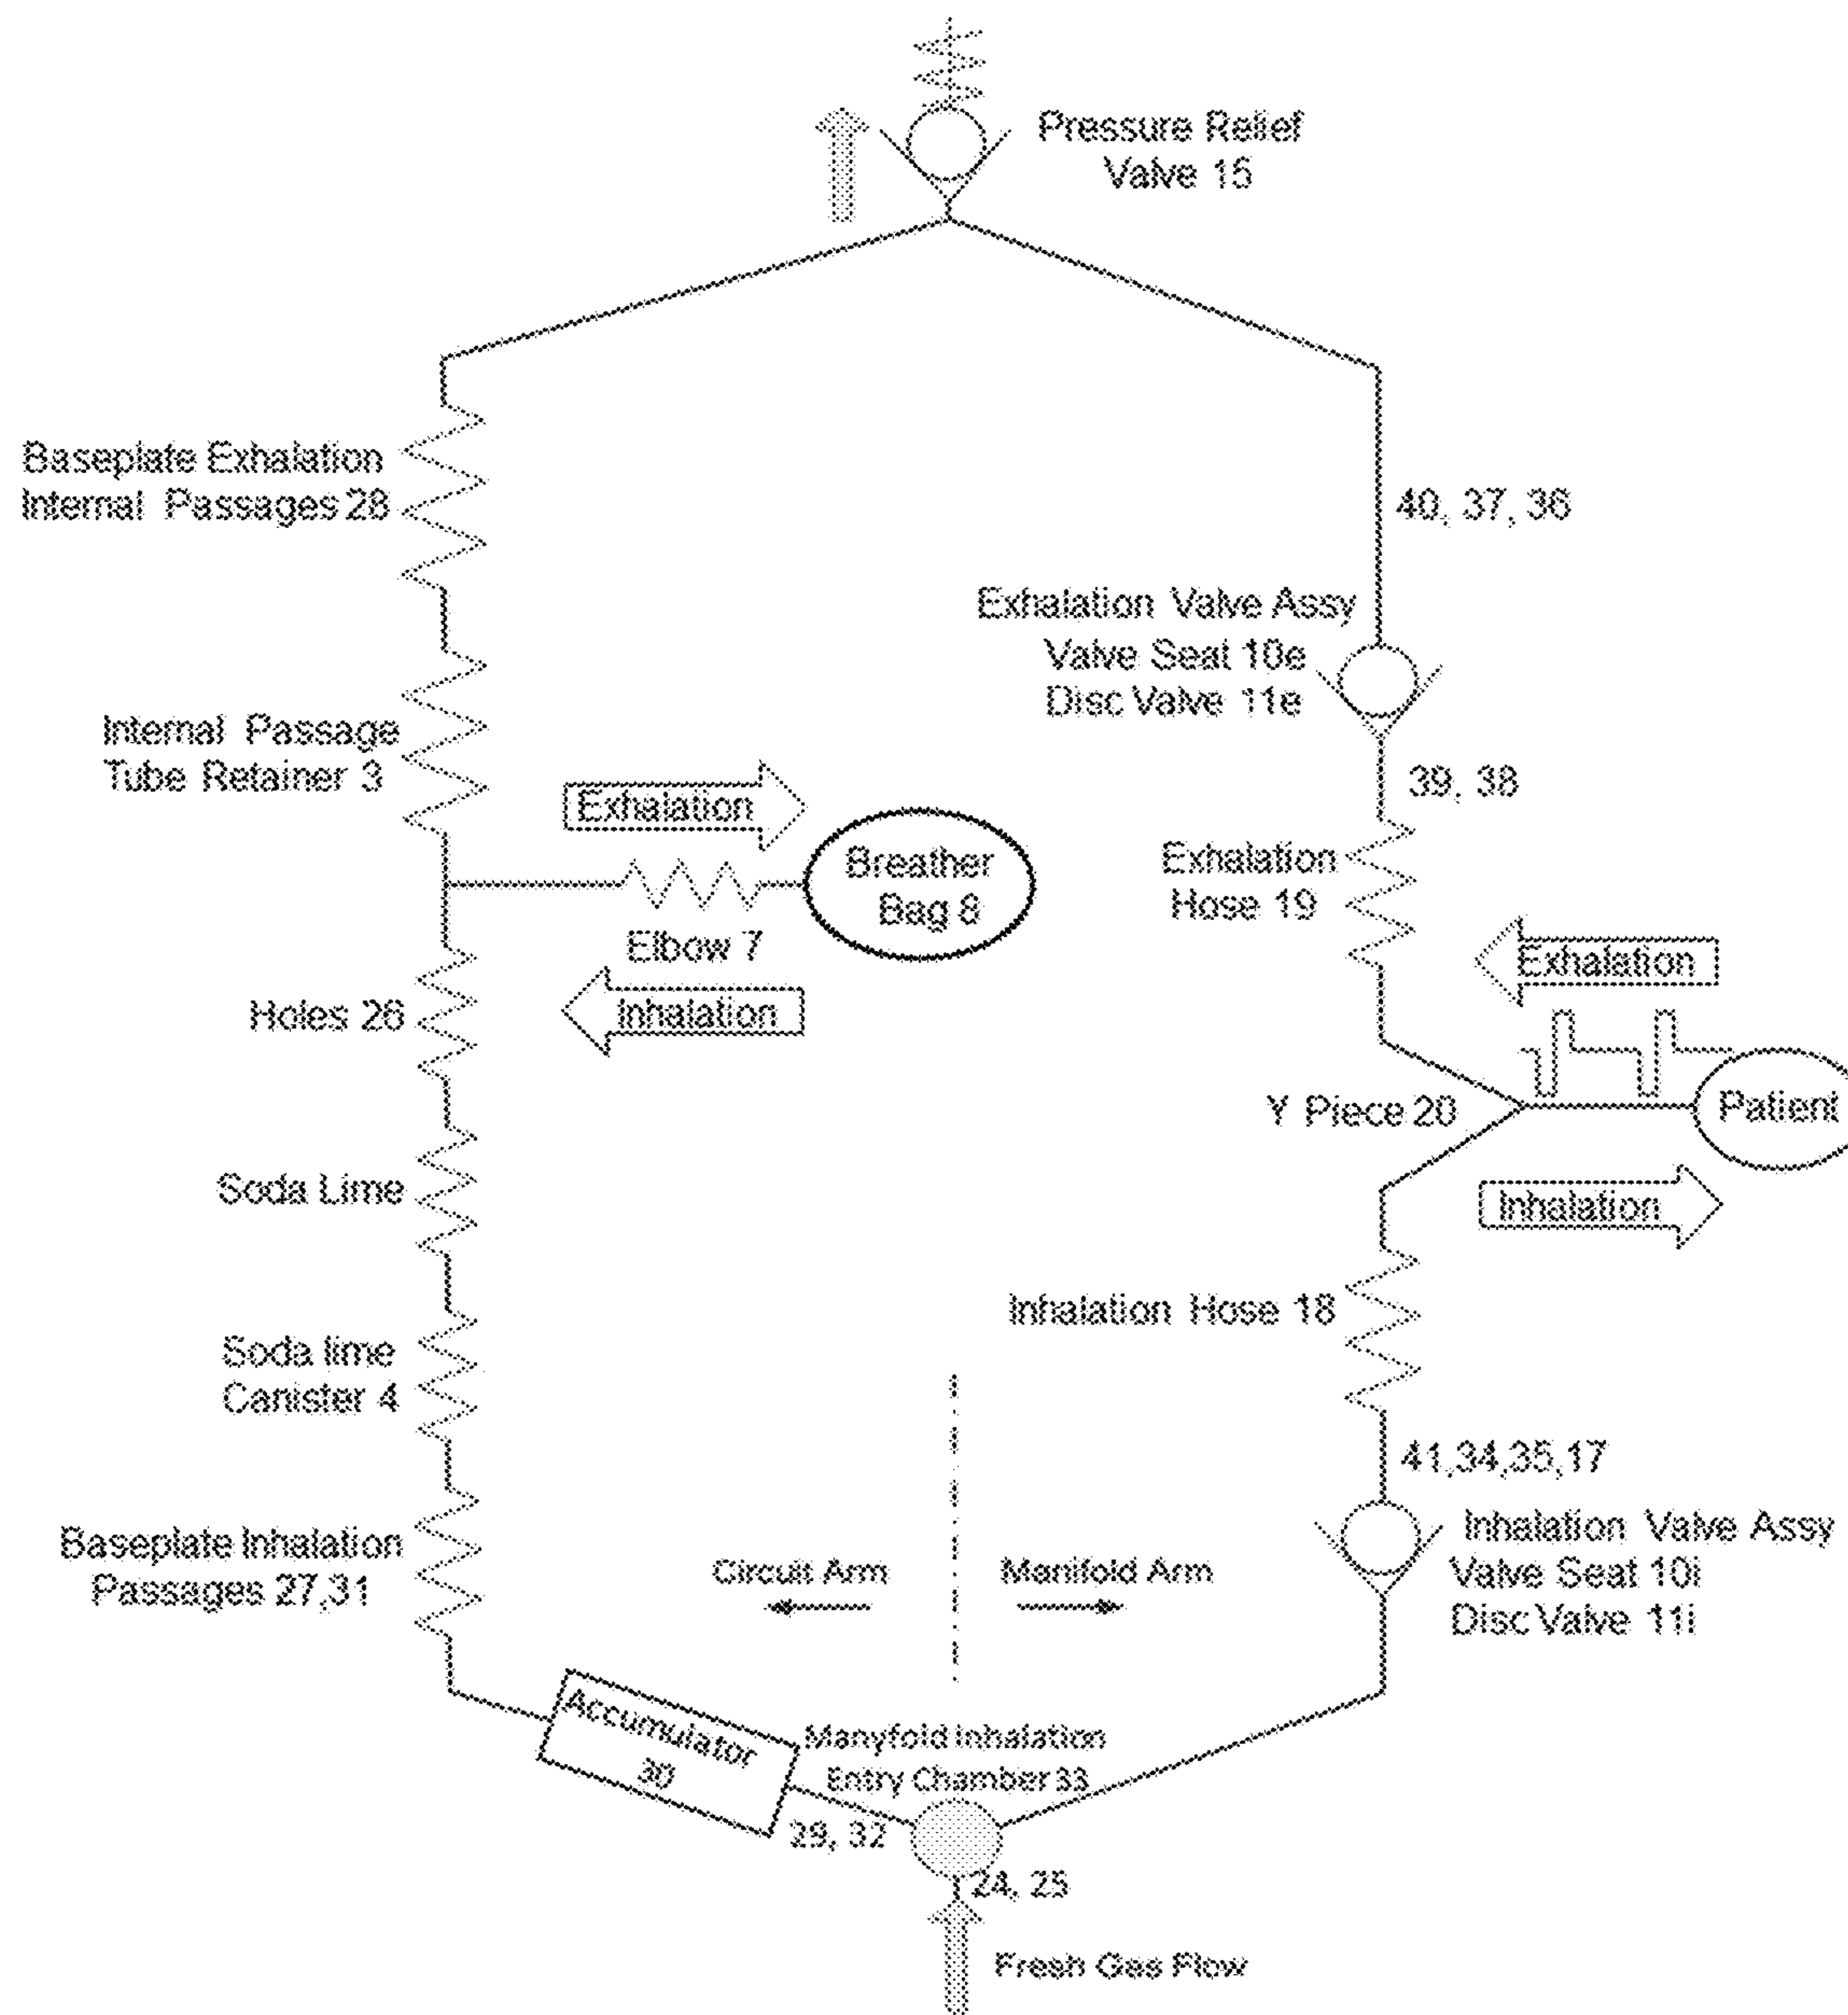 Pressure Relief
Valve 15
Baseplate Exhalation
Internal Passages 28
40, 37, 36
Exhalation Valve Assy
Valve Seat 10e
Disc Valve 11e
Internal Passage
Tube Retainer 3
39, 38
Exhalation
Breather
Bag 8
Exhalation
Hose 19
Elbow 7
Exhalation
Inhalation
Holes 26
Y Piece 20
Patient
Soda Lime
Inhalation
Inhalation Hose 18
Soda lime
Canister 4
41,34,35,17
Baseplate Inhalation
Passages 27,31
Circuit Arm
Manifold Arm
Inhalation Valve Assy
Valve Seat 10i
Disc Valve 11i
Accumulator
30
Manyfold Inhalation
Entry Chamber 33
29, 32
24, 25
Fresh Gas Flow